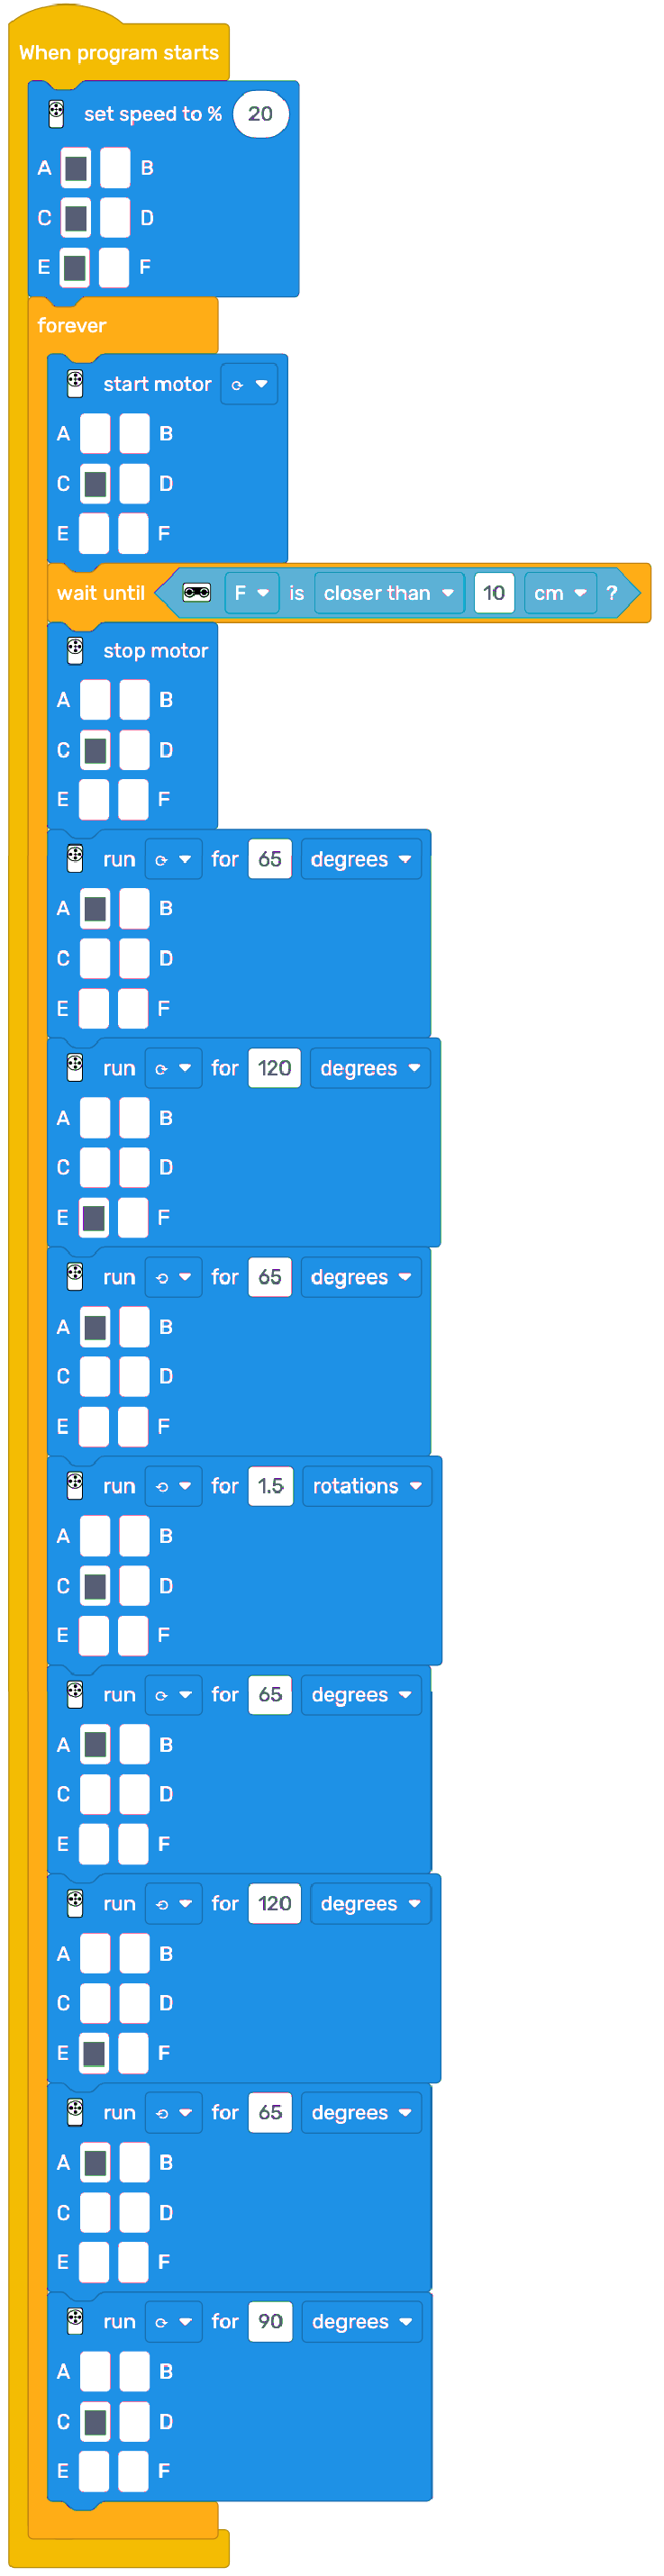 When program starts
set speed to % 20
A B
C D
E F
forever
start motor
A B
C D
E F
wait until F is closer than 10 cm ?
stop motor
A B
C D
E F
run for 65 degrees
A B
C D
E F
run for 120 degrees
A B
C D
E F
run for 65 degrees
A B
C D
E F
run for 1.5 rotations
A B
C D
E F
run for 65 degrees
A B
C D
E F
run for 120 degrees
A B
C D
E F
run for 65 degrees
A B
C D
E F
run for 90 degrees
A B
C D
E F